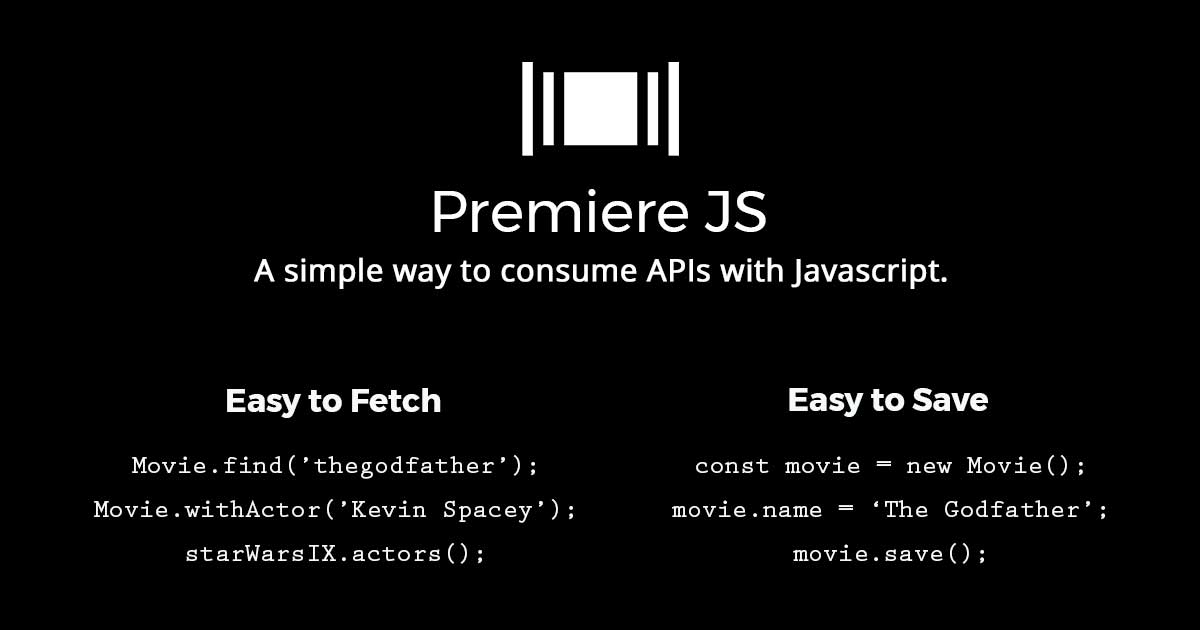 Premiere JS
A simple way to consume APIs with Javascript.
Easy to Fetch
Movie.find(’thegodfather’);
Movie.withActor(’Kevin Spacey’);
starWarsIX.actors();
Easy to Save
const movie = new Movie();
movie.name = ‘The Godfather’;
movie.save();